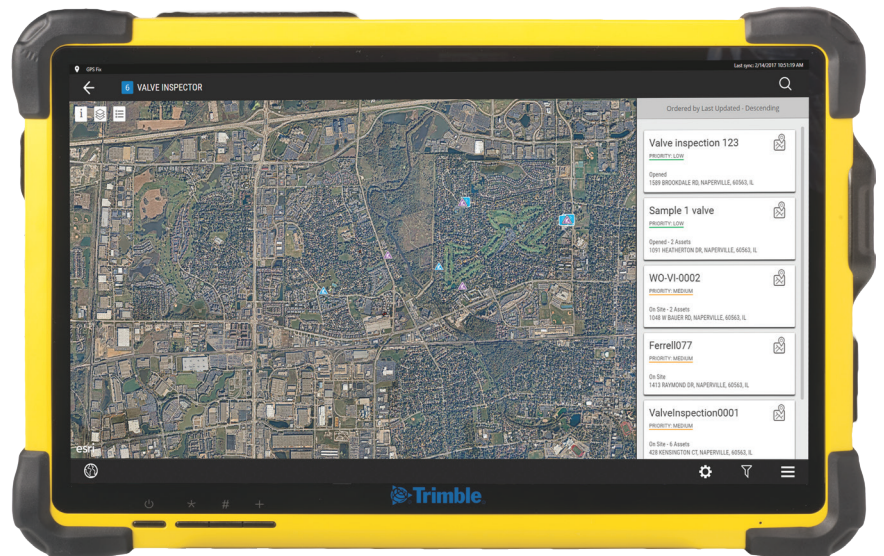 GPS Fix
Last sync: 2/14/2017 10:51:19 AM
6 VALVE INSPECTOR
i
Ordered by Last Updated - Descending
Valve inspection 123
PRIORITY: LOW
Opened
1589 BROOKDALE RD, NAPERVILLE, 60563, IL
Sample 1 valve
PRIORITY: LOW
Opened - 2 Assets
1091 HEATHERTON DR, NAPERVILLE, 60563, IL
WO-VI-0002
PRIORITY: MEDIUM
On Site - 2 Assets
1048 W BAUER RD, NAPERVILLE, 60563, IL
Ferrell077
PRIORITY: MEDIUM
On Site
1413 RAYMOND DR, NAPERVILLE, 60563, IL
ValveInspection0001
PRIORITY: MEDIUM
On Site - 6 Assets
428 KENSINGTON CT, NAPERVILLE, 60563, IL
esri
Trimble
* # +